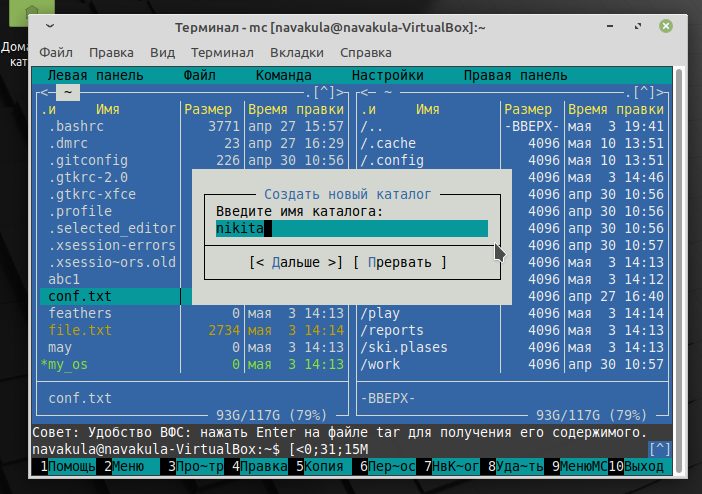 Дома
кат
Терминал - mc [navakula@navakula-VirtualBox]:~
Файл Правка Вид Терминал Вкладки Справка
Левая панель Файл Команда Настройки Правая панель
<— ~ .[^]> <— ~ .[^]>
.и Имя Размер Время правки .и Имя Размер Время правки
.bashrc 3771 апр 27 15:57 /.. -ВВЕРХ- мая 3 19:41
.dmrc 23 апр 27 16:29 /.cache 4096 мая 10 13:51
.gitconfig 226 апр 30 10:56 /.config 4096 мая 10 13:51
.gtkrc-2.0 4096 мая 3 14:46
.gtkrc-xfce Создать новый каталог 4096 апр 30 10:56
.profile Введите имя каталога: 4096 апр 30 10:56
.selected_editor nikita 4096 апр 30 10:56
.xsession-errors 4096 апр 30 10:57
.xsessio~ors.old [< Дальше >] [ Прервать ] 4096 мая 3 14:13
abc1 4096 мая 3 14:12
conf.txt 4096 апр 27 16:40
feathers 0 мая 3 14:13 /play 4096 мая 3 14:14
file.txt 2734 мая 3 14:14 /reports 4096 мая 3 14:13
may 0 мая 3 14:13 /ski.plases 4096 мая 3 14:13
*my_os 0 мая 3 14:13 /work 4096 апр 30 10:57
conf.txt -ВВЕРХ-
93G/117G (79%) 93G/117G (79%)
Совет: Удобство ВФС: нажать Enter на файле tar для получения его содержимого.
navakula@navakula-VirtualBox:~$ [<0;31;15M [^]
1Помощь 2Меню 3Про~тр 4Правка 5Копия 6Пер~ос 7НвК~ог 8Уда~ть 9МенюМС 10Выход